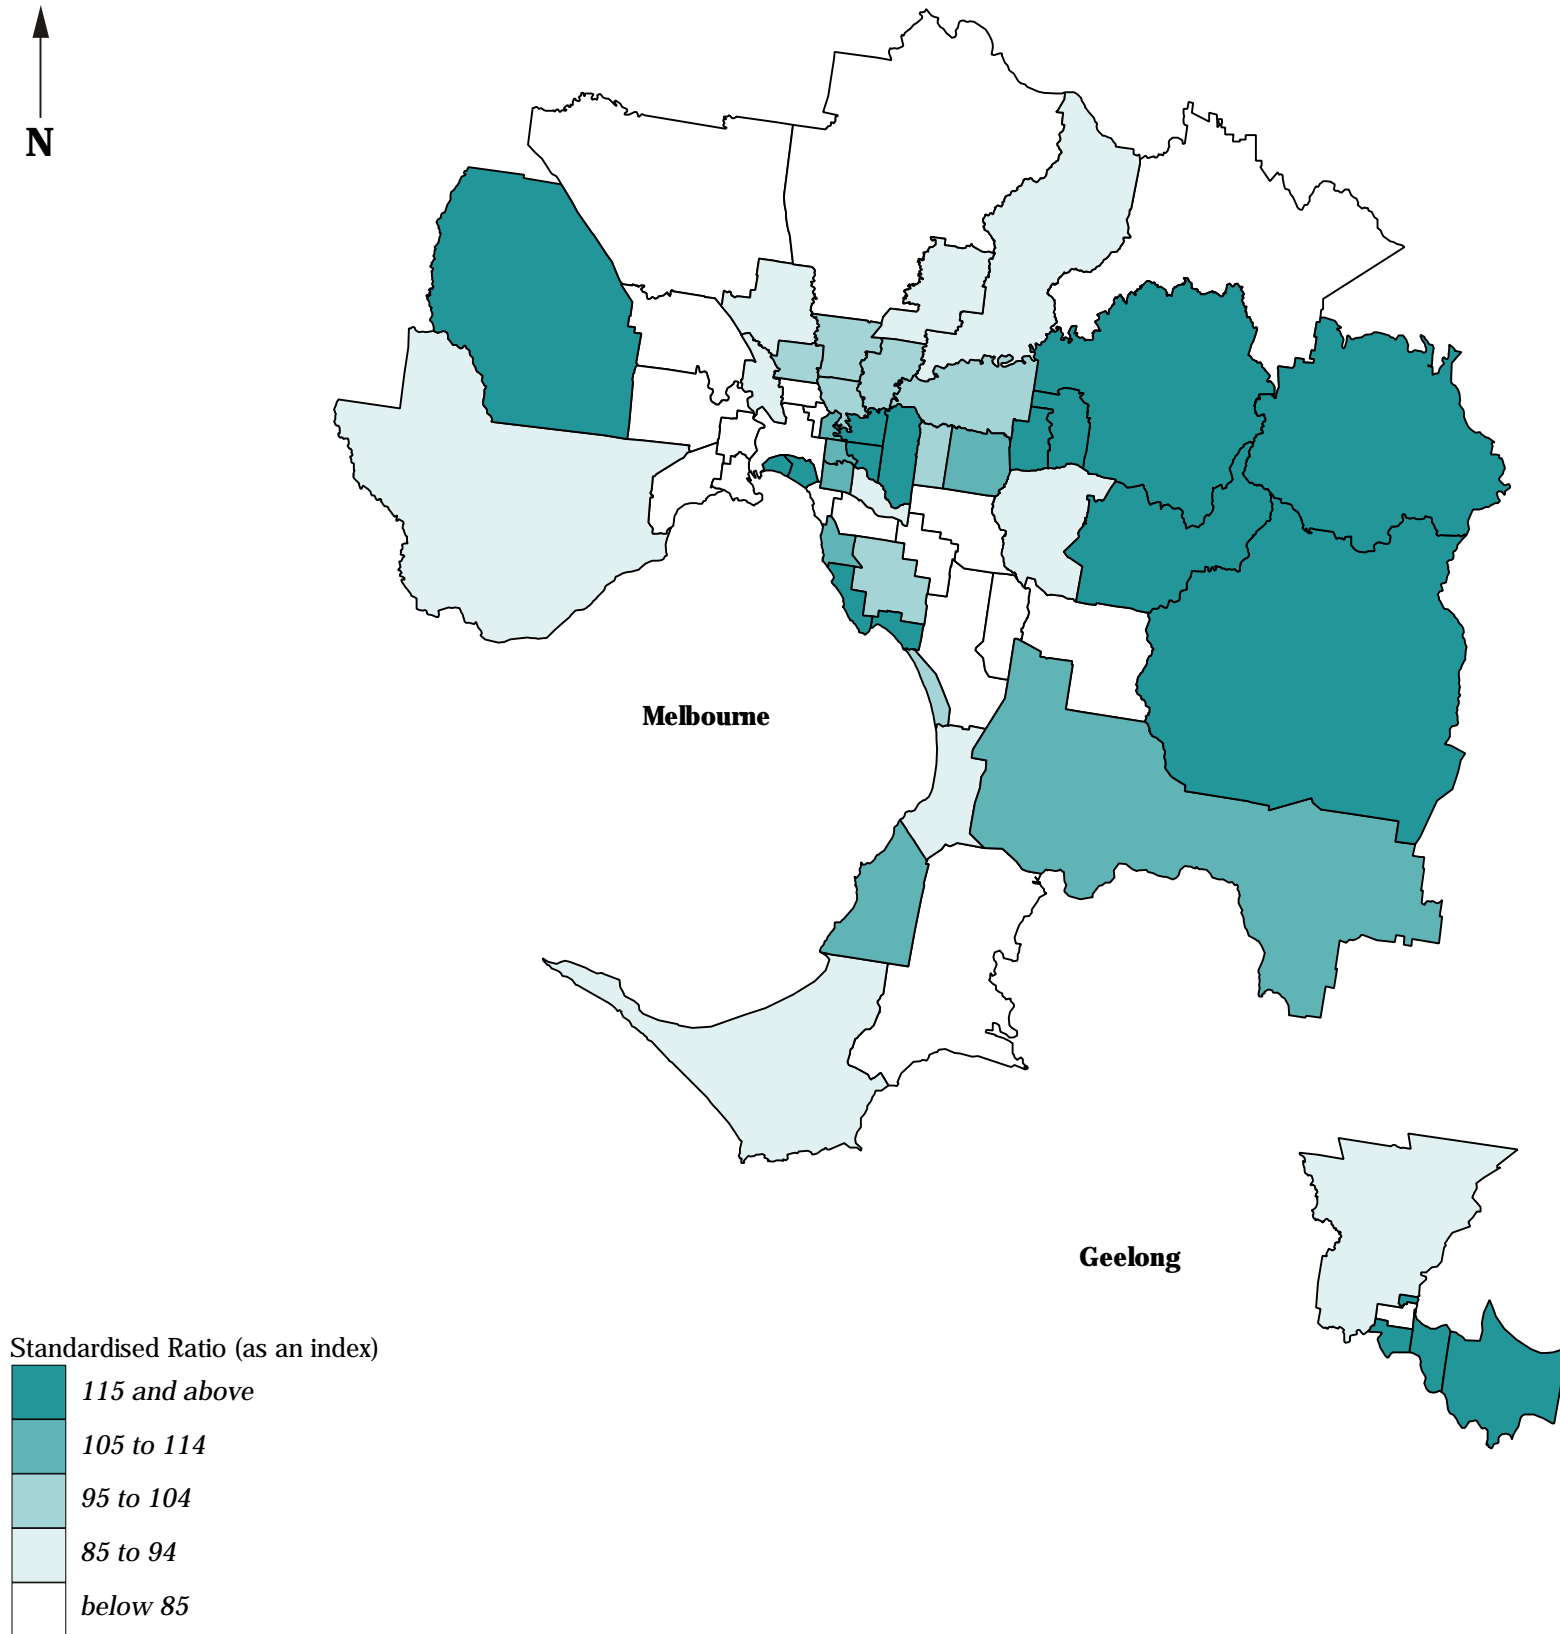 N
Melbourne
Geelong
Standardised Ratio (as an index)
115 and above
105 to 114
95 to 104
85 to 94
below 85